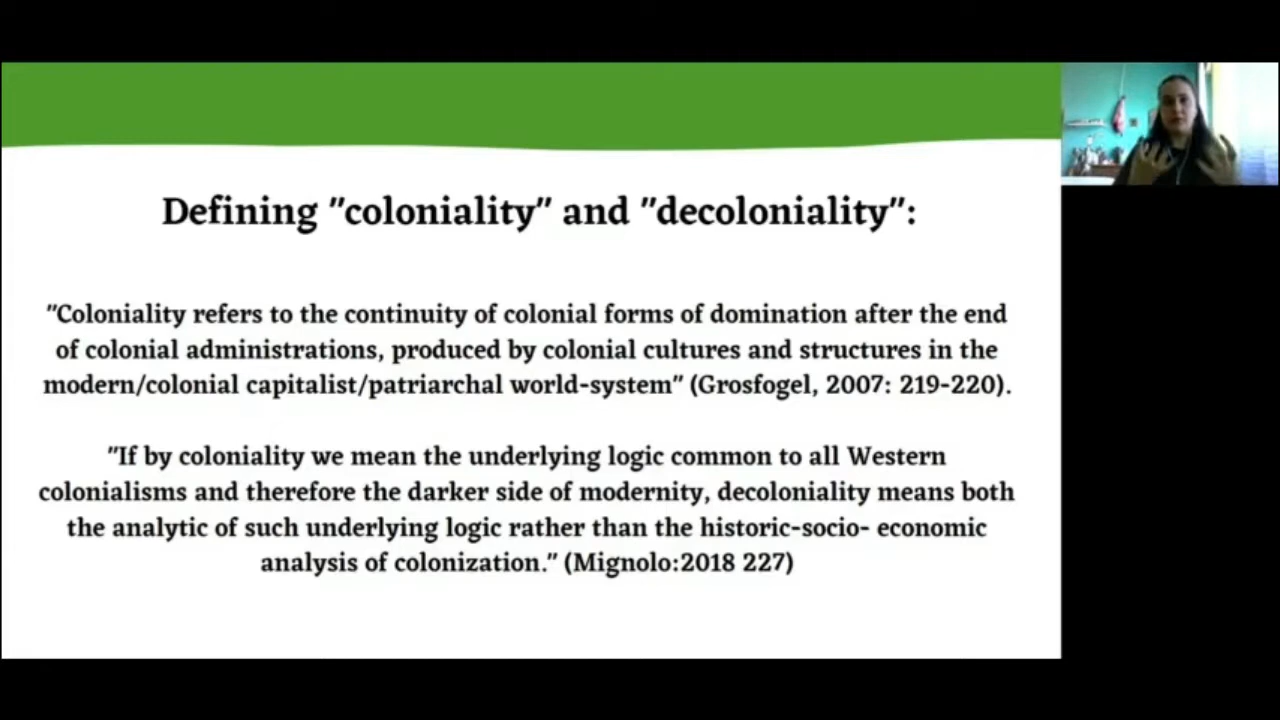 Defining "coloniality" and "decoloniality":
"Coloniality refers to the continuity of colonial forms of domination after the end
of colonial administrations, produced by colonial cultures and structures in the
modern/colonial capitalist/patriarchal world-system" (Grosfogel, 2007: 219-220).
"If by coloniality we mean the underlying logic common to all Western
colonialisms and therefore the darker side of modernity, decoloniality means both
the analytic of such underlying logic rather than the historic-socio- economic
analysis of colonization." (Mignolo:2018 227)